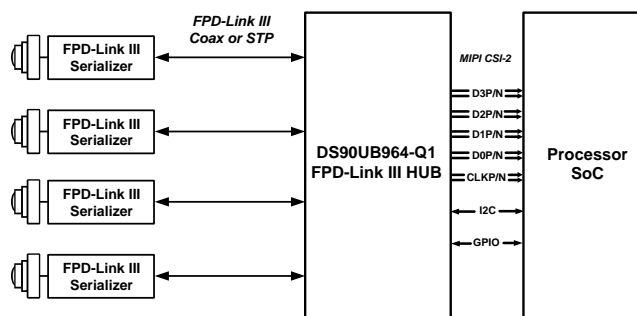 FPD-Link III
Coax or STP
FPD-Link III
Serializer
FPD-Link III
Serializer
FPD-Link III
Serializer
FPD-Link III
Serializer
DS90UB964-Q1
FPD-Link III HUB
MIPI CSI-2
D3P/N
D2P/N
D1P/N
D0P/N
CLKP/N
I2C
GPIO
Processor
SoC